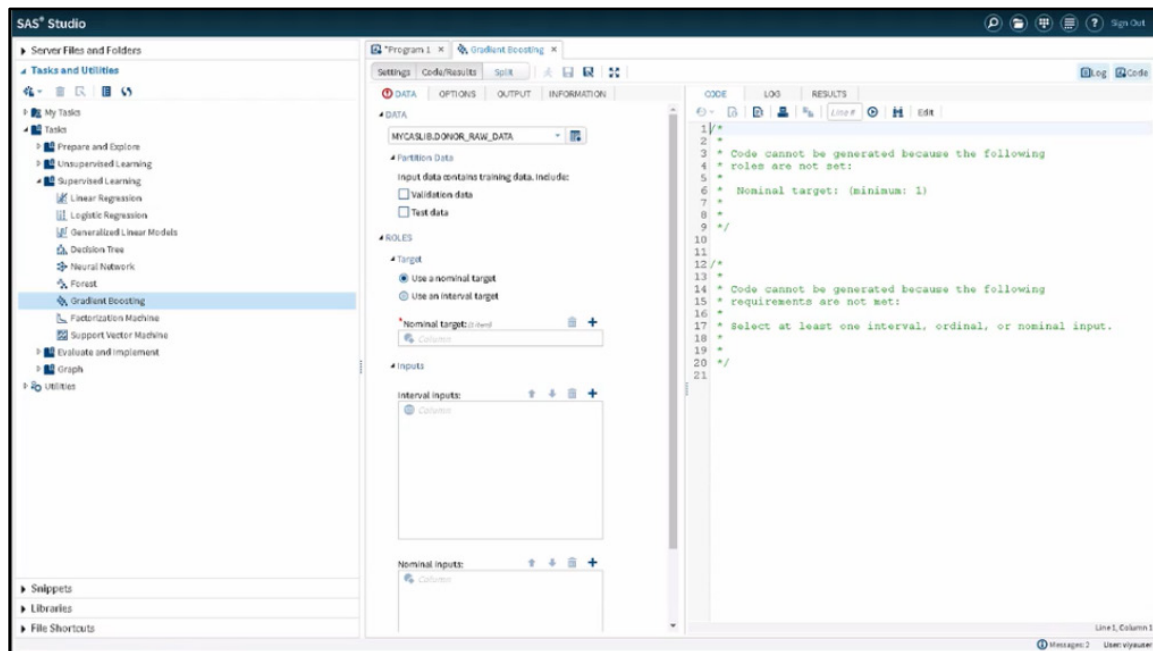 SAS® Studio
Sign Out
Server Files and Folders
Tasks and Utilities
My Tasks
Tasks
Prepare and Explore
Unsupervised Learning
Supervised Learning
Linear Regression
Logistic Regression
Generalized Linear Models
Decision Tree
Neural Network
Forest
Gradient Boosting
Factorization Machine
Support Vector Machine
Evaluate and Implement
Graph
Utilities
Snippets
Libraries
File Shortcuts
*Program 1 × Gradient Boosting ×
Settings Code/Results Split
Log Code
DATA OPTIONS OUTPUT INFORMATION
DATA
MYCASLIB.DONOR_RAW_DATA
Partition Data
Input data contains training data. Include:
Validation data
Test data
ROLES
Target
Use a nominal target
Use an interval target
*Nominal target: (1 item)
Column
Inputs
Interval inputs:
Column
Nominal inputs:
Column
CODE LOG RESULTS
Line # Edit
1 /*
2 *
3 * Code cannot be generated because the following
4 * roles are not set:
5 *
6 * Nominal target: (minimum: 1)
7 *
8 *
9 */
10
11
12 /*
13 *
14 * Code cannot be generated because the following
15 * requirements are not met:
16 *
17 * Select at least one interval, ordinal, or nominal input.
18 *
19 *
20 */
21
Line 1, Column 1
Messages: 2 User: viyauser